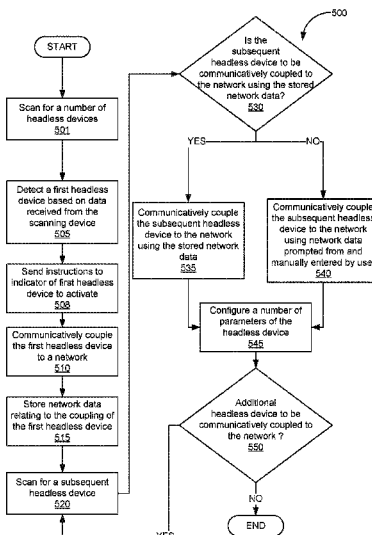 START
Scan for a number of
headless devices
501
Detect a first headless
device based on data
received from the
scanning device
505
Send instructions to
indicator of first headless
device to activate
508
Communicatively couple
the first headless device
to a network
510
Store network data
relating to the coupling of
the first headless device
515
Scan for a subsequent
headless device
520
500
Is the
subsequent
headless device to be
communicatively coupled to
the network using the stored
network data?
530
YES
NO
Communicatively couple
the subsequent headless
device to the network
using the stored network
data
535
Communicatively couple
the subsequent headless
device to the network
using network data
prompted from and
manually entered by user
540
Configure a number of
parameters of the
headless device
545
Additional
headless device to be
communicatively coupled to
the network ?
550
YES
NO
END